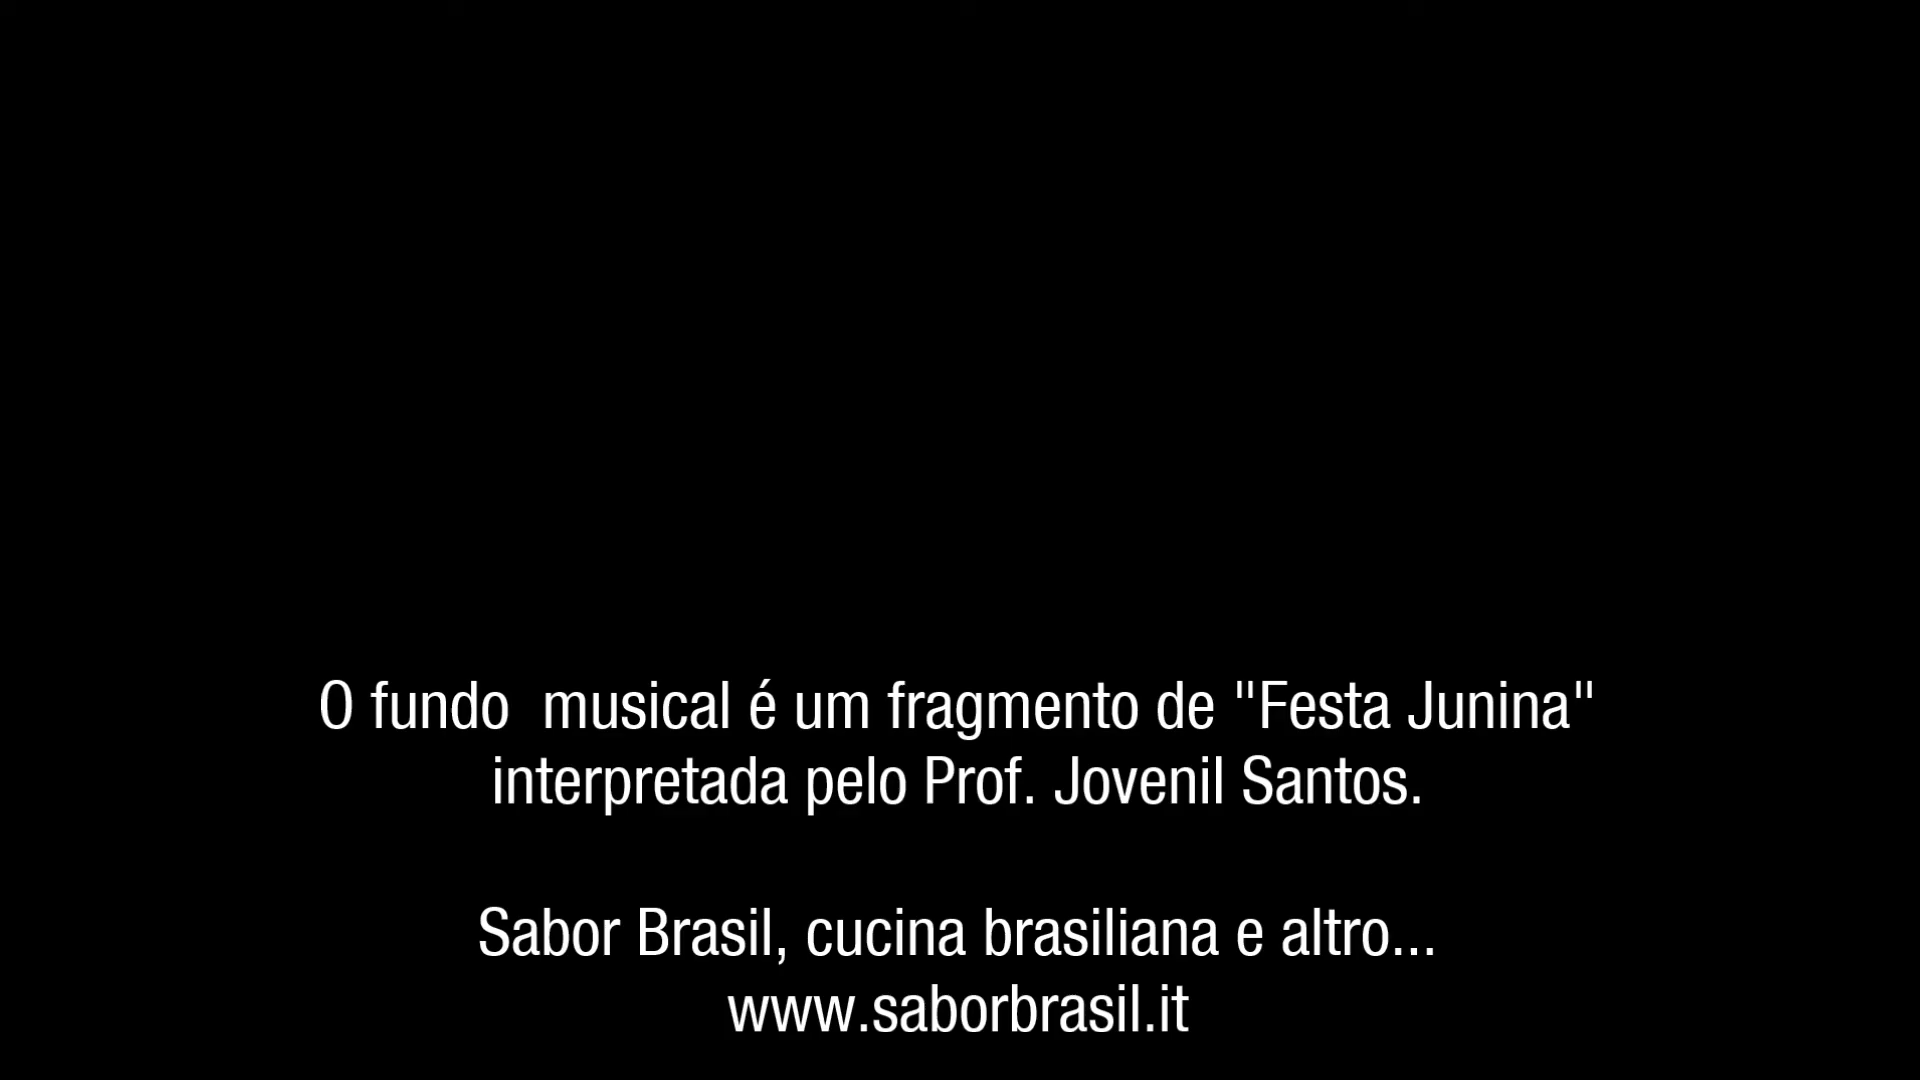 O fundo  musical é um fragmento de "Festa Junina"
interpretada pelo Prof. Jovenil Santos.
Sabor Brasil, cucina brasiliana e altro...
www.saborbrasil.it